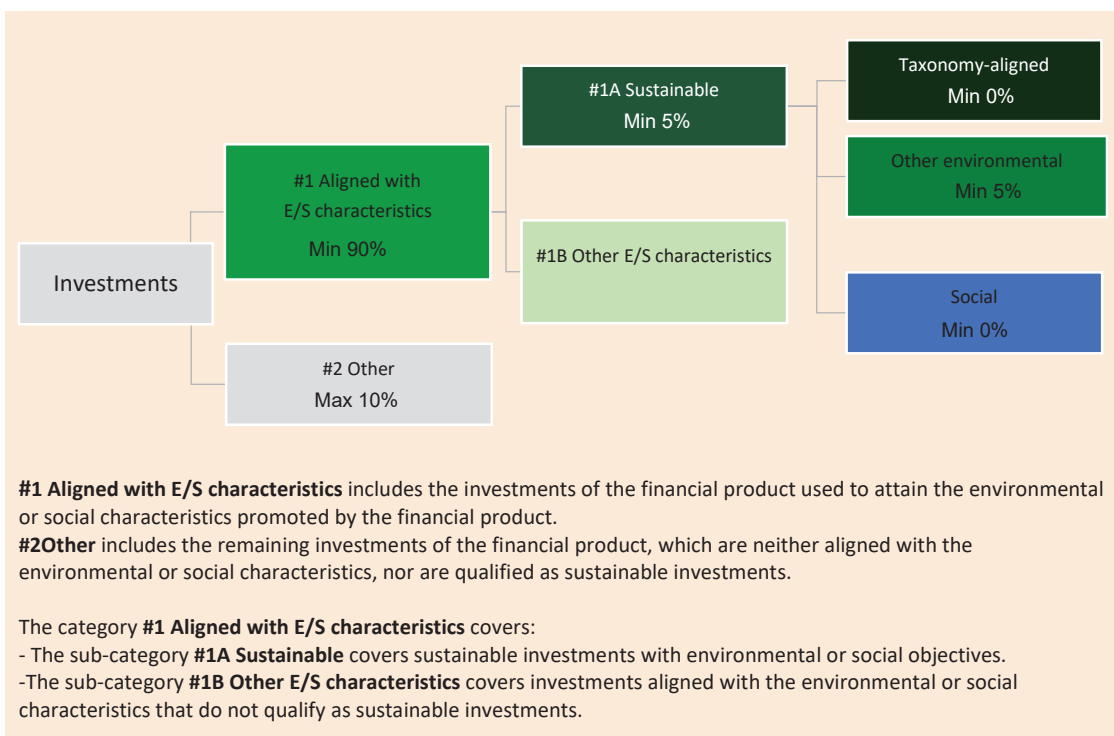 Investments
#1 Aligned with
E/S characteristics
Min 90%
#2 Other
Max 10%
#1A Sustainable
Min 5%
#1B Other E/S characteristics
Taxonomy-aligned
Min 0%
Other environmental
Min 5%
Social
Min 0%
#1 Aligned with E/S characteristics includes the investments of the financial product used to attain the environmental
or social characteristics promoted by the financial product.
#2Other includes the remaining investments of the financial product, which are neither aligned with the
environmental or social characteristics, nor are qualified as sustainable investments.
The category #1 Aligned with E/S characteristics covers:
- The sub-category #1A Sustainable covers sustainable investments with environmental or social objectives.
-The sub-category #1B Other E/S characteristics covers investments aligned with the environmental or social
characteristics that do not qualify as sustainable investments.